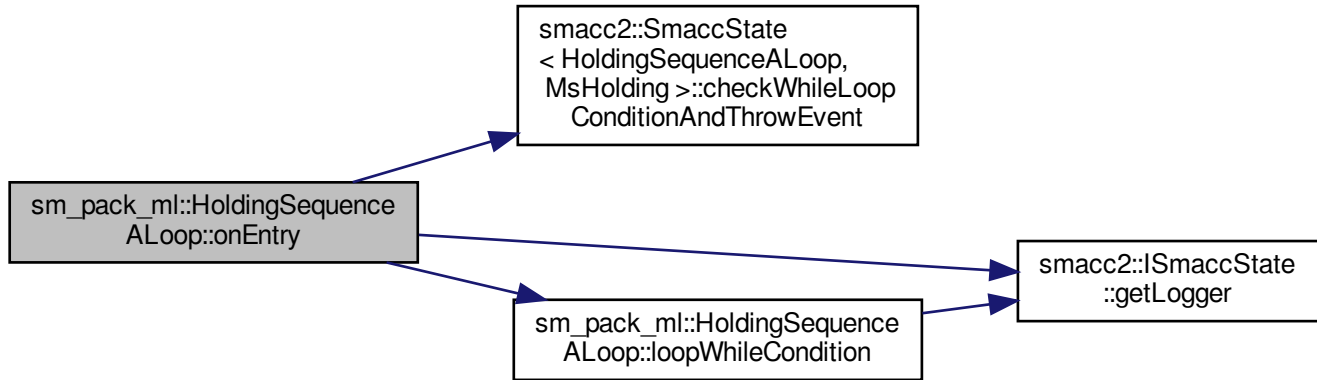 smacc2::SmaccState
< HoldingSequenceALoop,
MsHolding >::checkWhileLoop
ConditionAndThrowEvent
sm_pack_ml::HoldingSequence
ALoop::onEntry
smacc2::ISmaccState
::getLogger
sm_pack_ml::HoldingSequence
ALoop::loopWhileCondition